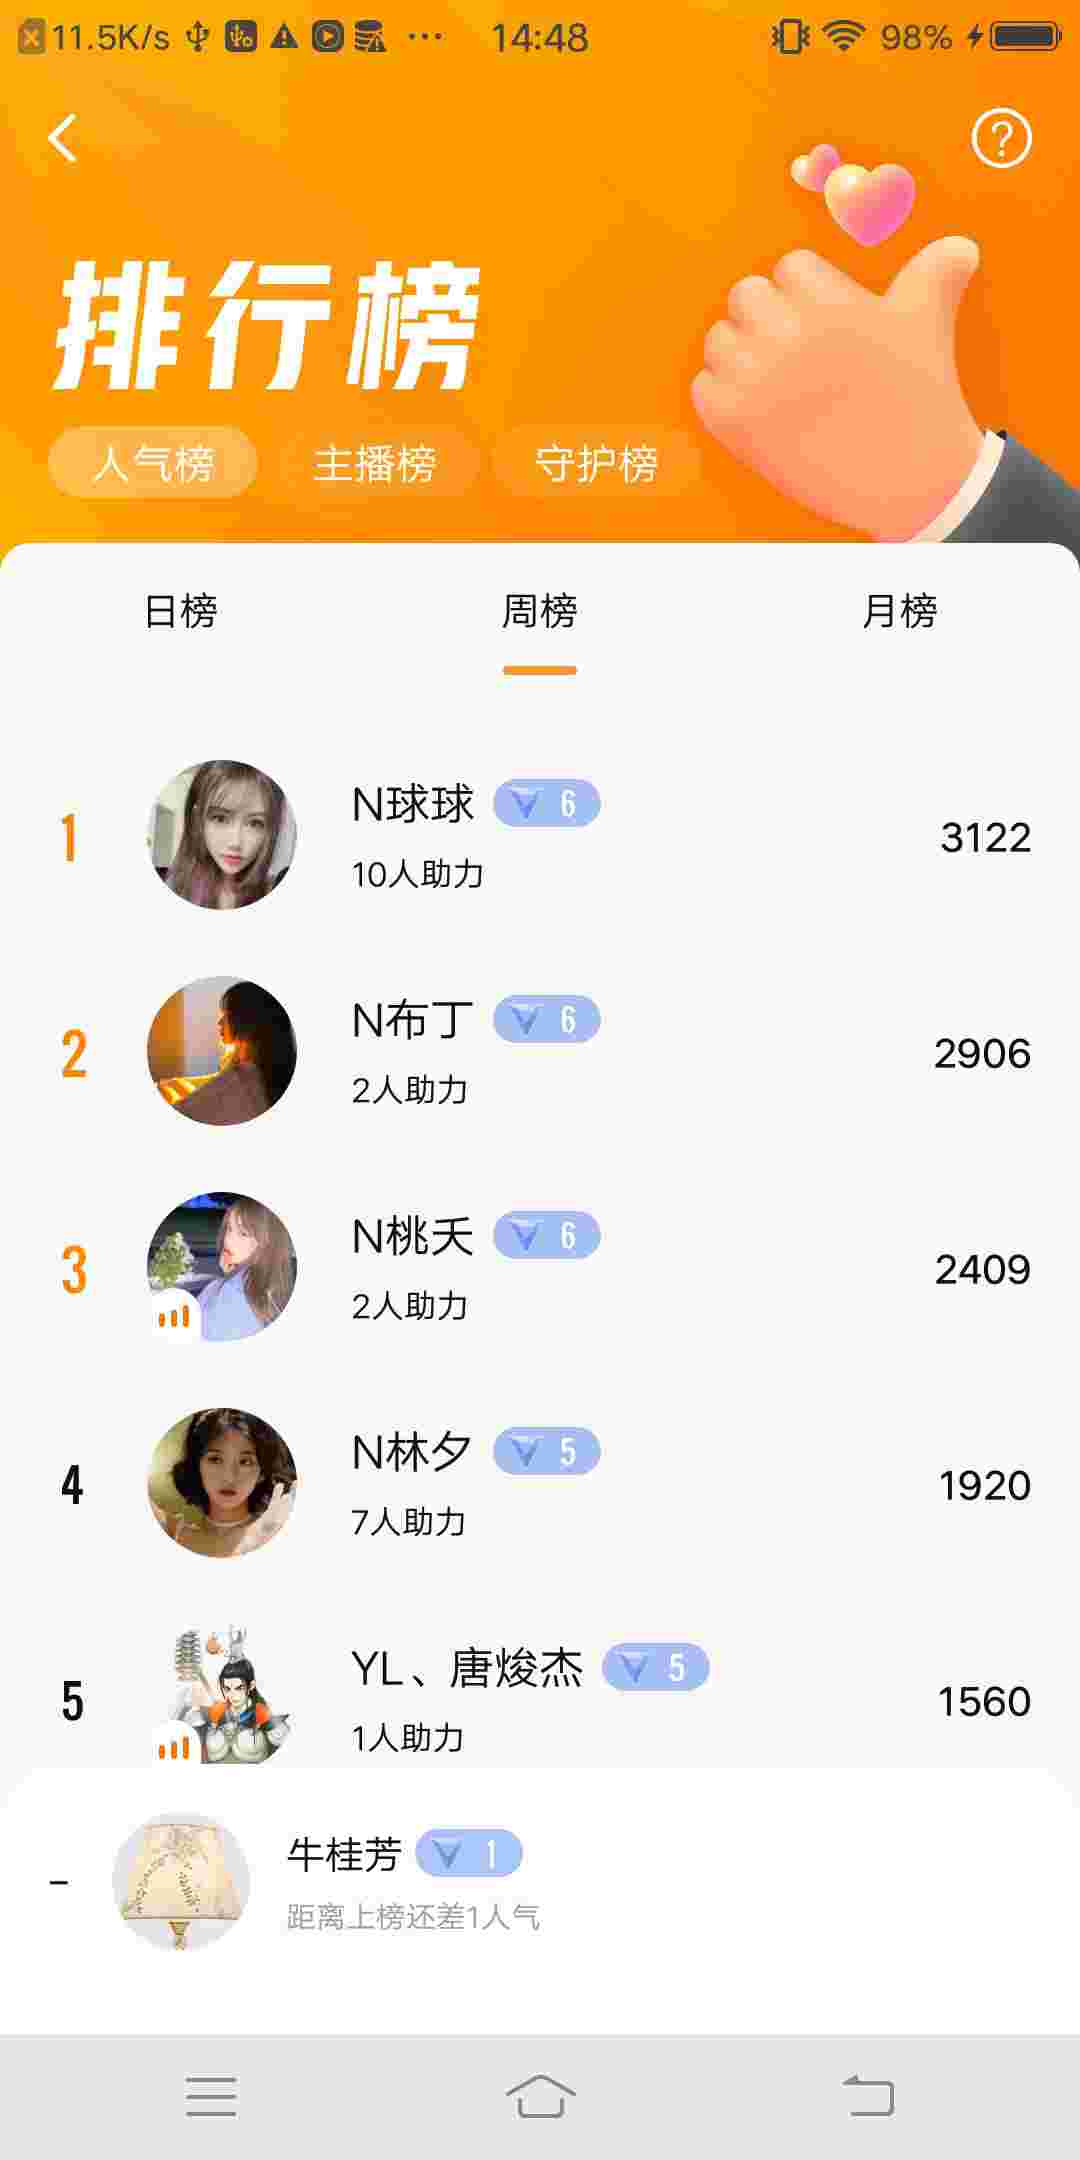 11.5K/s 14:48 98%
排行榜
人气榜 主播榜 守护榜
日榜 周榜 月榜
1 N球球 6 3122
10人助力
2 N布丁 6 2906
2人助力
3 N桃夭 6 2409
2人助力
4 N林夕 5 1920
7人助力
5 YL、唐焌杰 5 1560
1人助力
– 牛桂芳 1
距离上榜还差1人气